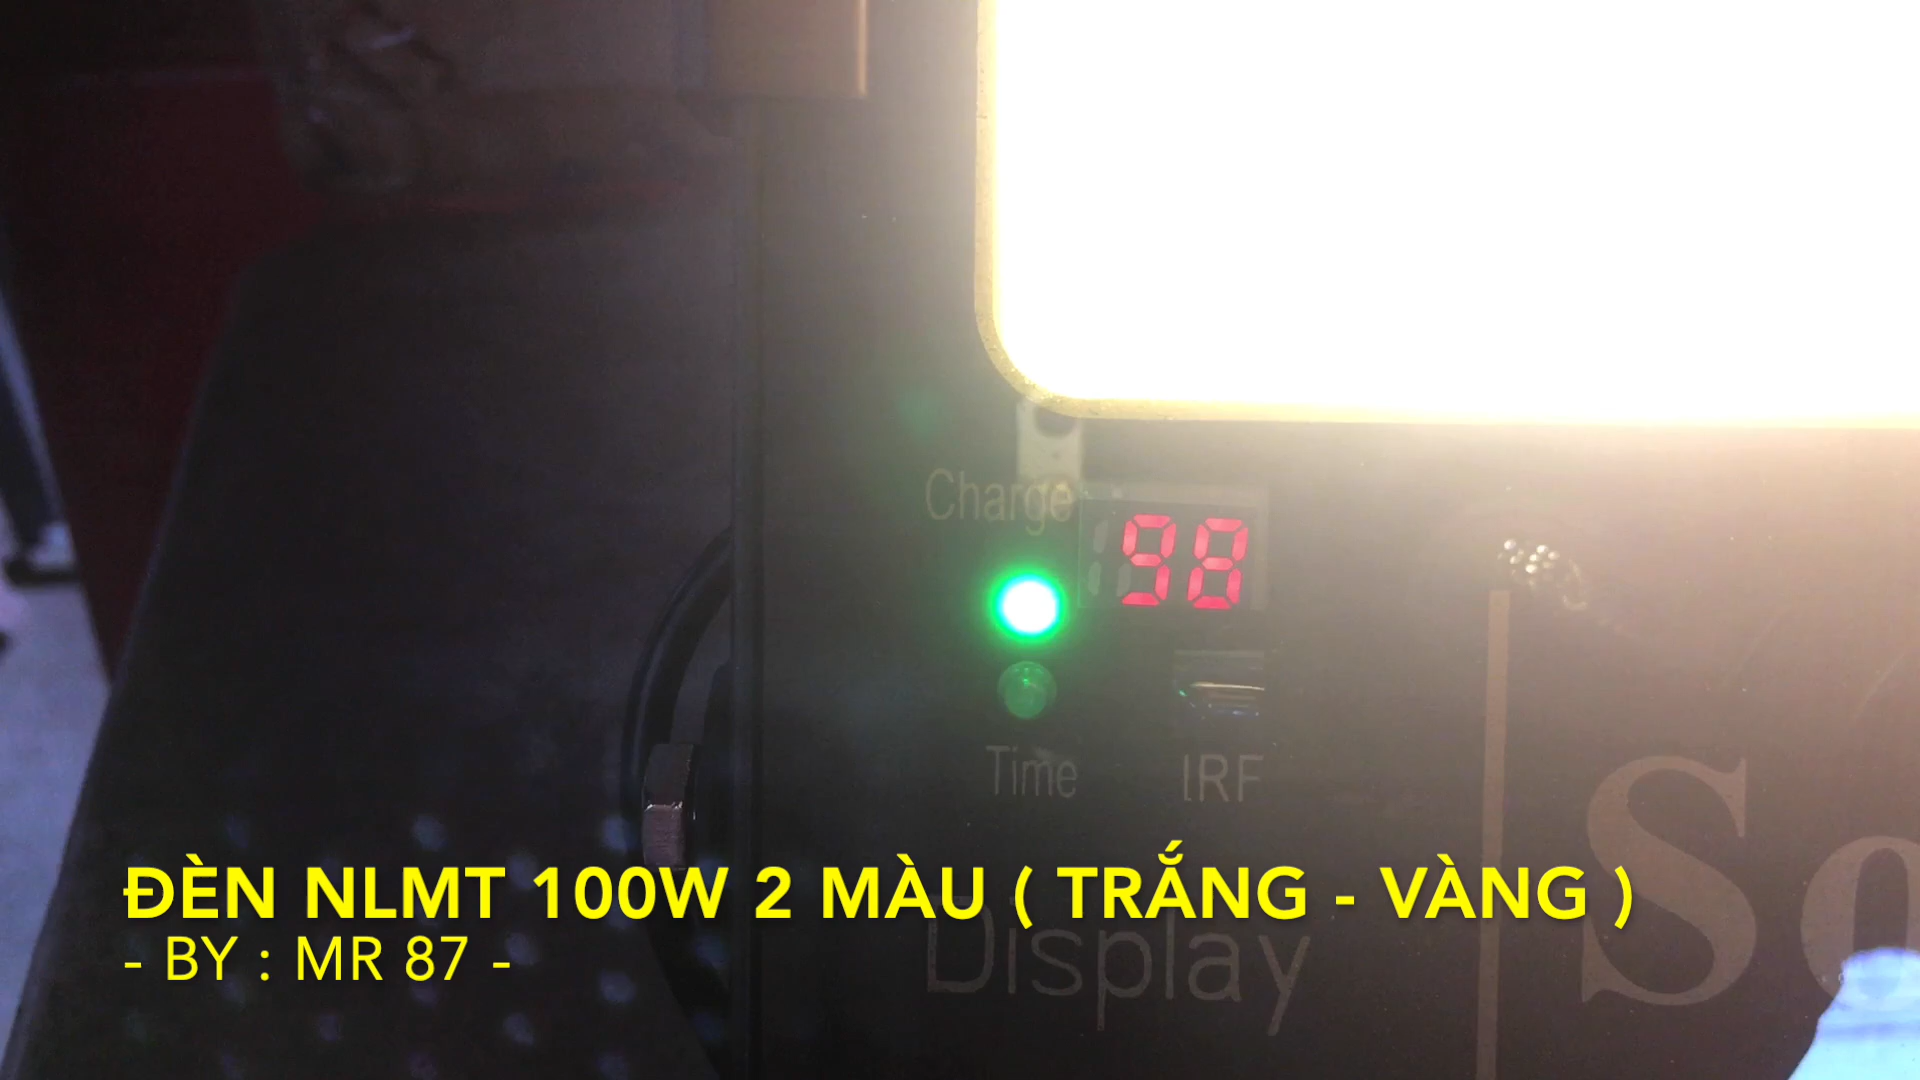 Charge
98
Time IRF
ĐÈN NLMT 100W 2 MÀU ( TRẮNG - VÀNG )
- BY : MR 87 -
Display